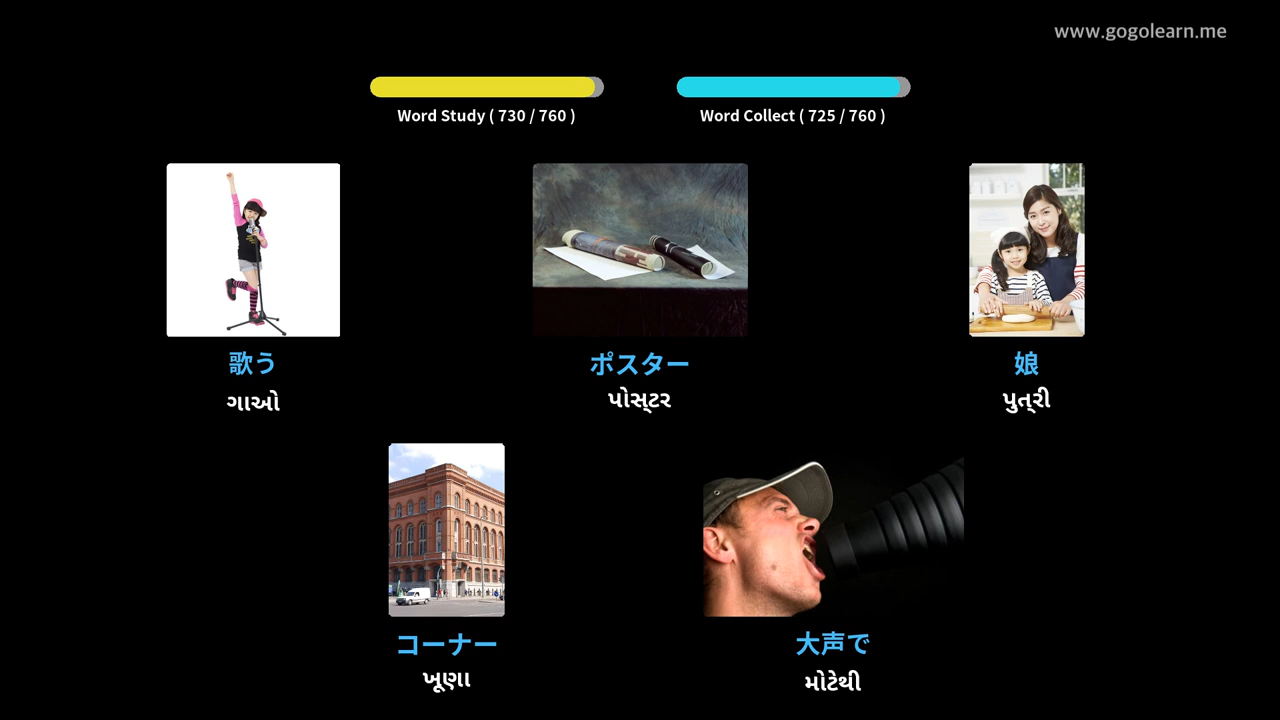 www.gogolearn.me
Word Study ( 730 / 760 )
Word Collect ( 725 / 760 )
歌う
ગાઓ
ポスター
પોસ્ટર
娘
પુત્રી
コーナー
ખૂણા
大声で
મોટેથી